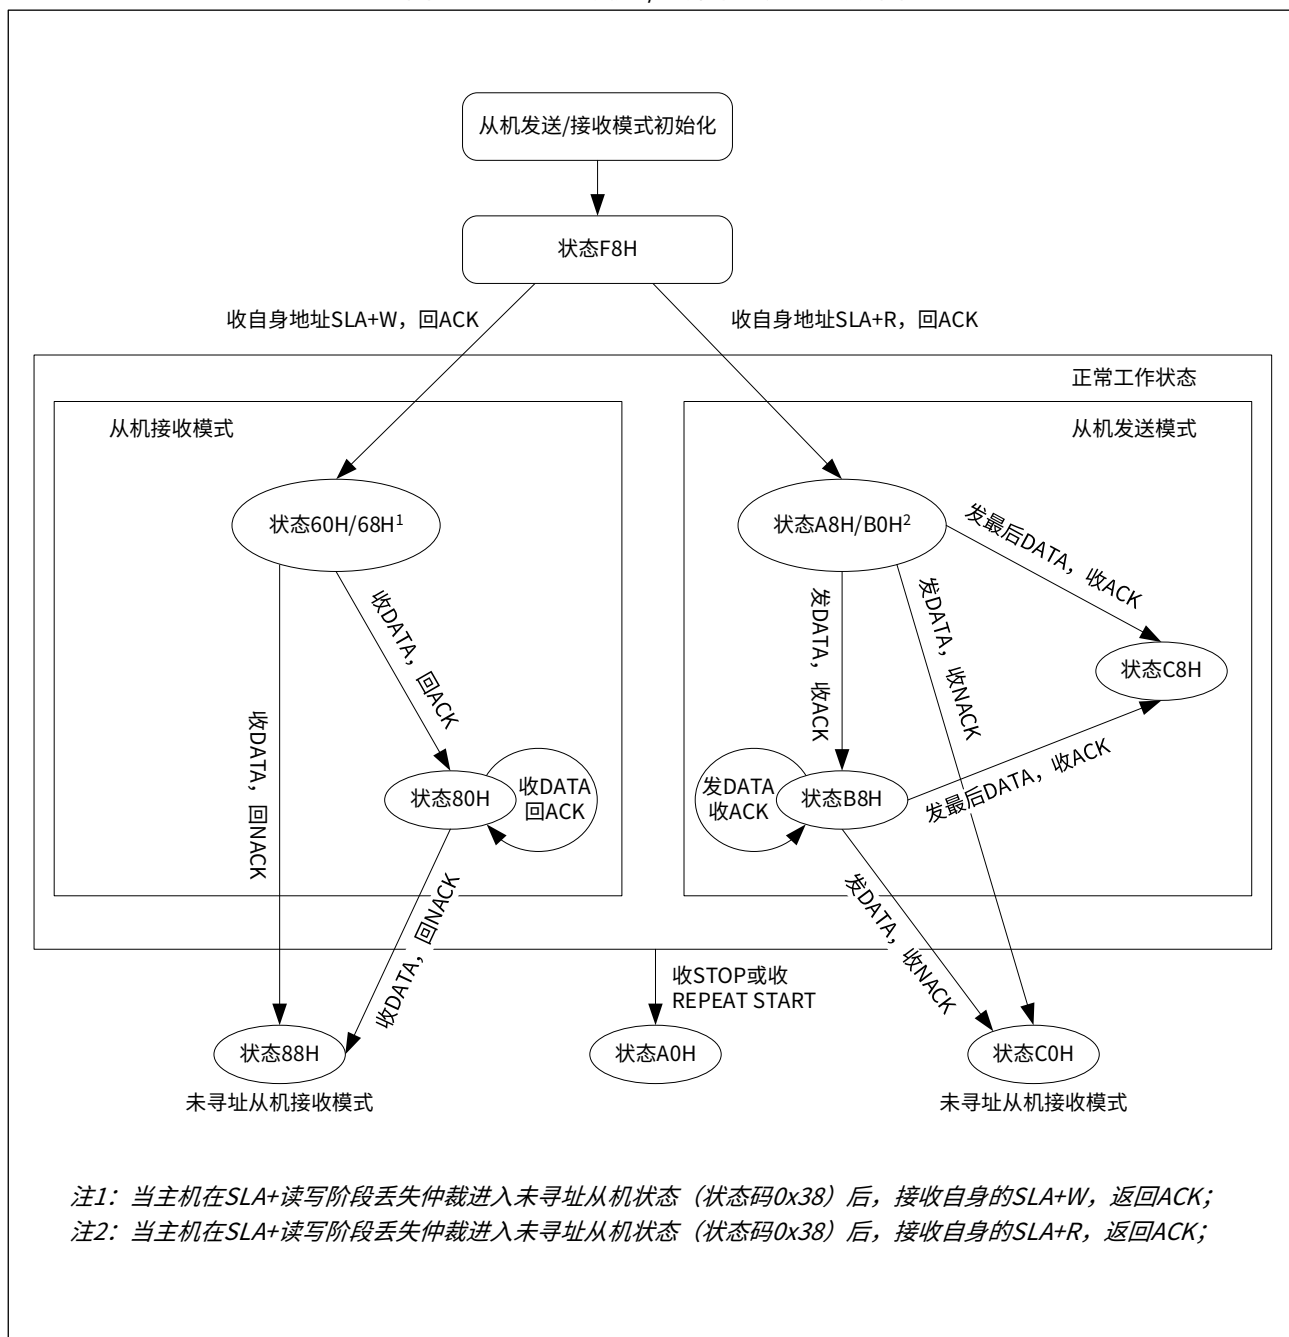 从机发送/接收模式初始化
状态F8H
收自身地址SLA+W，回ACK
收自身地址SLA+R，回ACK
正常工作状态
从机接收模式
从机发送模式
状态60H/68H¹
状态A8H/B0H²
发最后DATA，收ACK
收DATA，回ACK
发DATA，收ACK
发DATA，收NACK
状态C8H
收DATA，回NACK
状态80H
收DATA
回ACK
发DATA
收ACK
状态B8H
发最后DATA，收ACK
收DATA，回NACK
发DATA，收NACK
收STOP或收
REPEAT START
状态88H
状态A0H
状态C0H
未寻址从机接收模式
未寻址从机接收模式
注1：当主机在SLA+读写阶段丢失仲裁进入未寻址从机状态（状态码0x38）后，接收自身的SLA+W，返回ACK；
注2：当主机在SLA+读写阶段丢失仲裁进入未寻址从机状态（状态码0x38）后，接收自身的SLA+R，返回ACK；